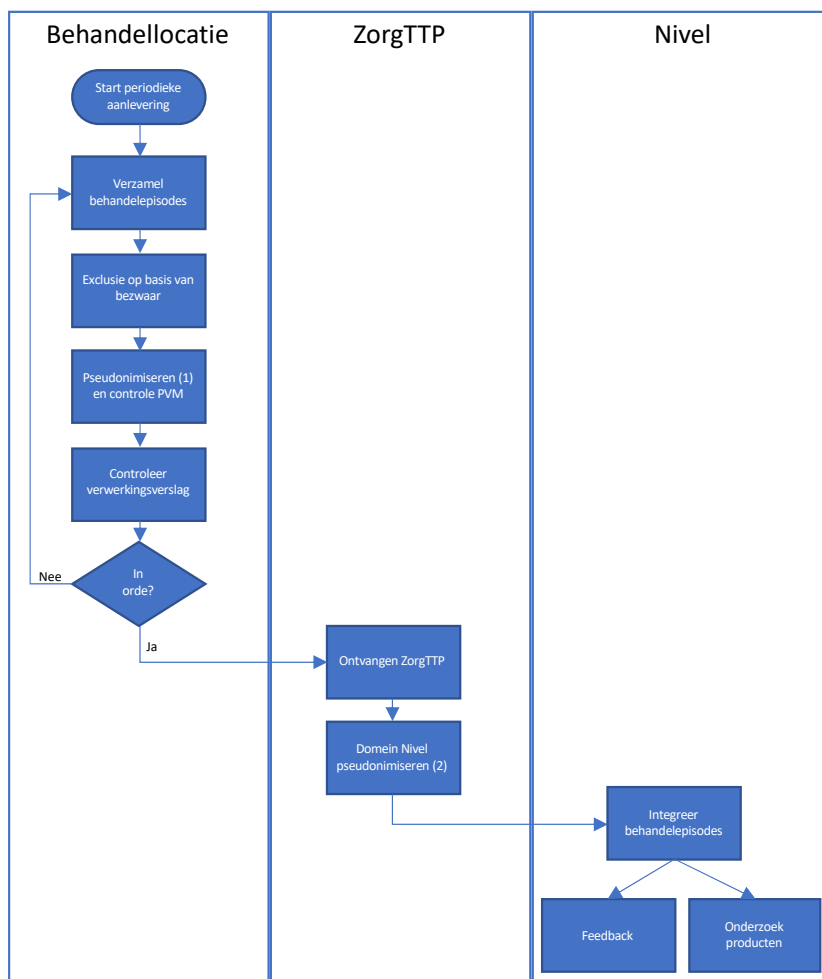 Behandellocatie
ZorgTTP
Nivel
Start periodieke
aanlevering
Verzamel
behandelepisodes
Exclusie op basis van
bezwaar
Pseudonimiseren (1)
en controle PVM
Controleer
verwerkingsverslag
In
orde?
Nee
Ja
Ontvangen ZorgTTP
Domein Nivel
pseudonimiseren (2)
Integreer
behandelepisodes
Feedback
Onderzoek
producten